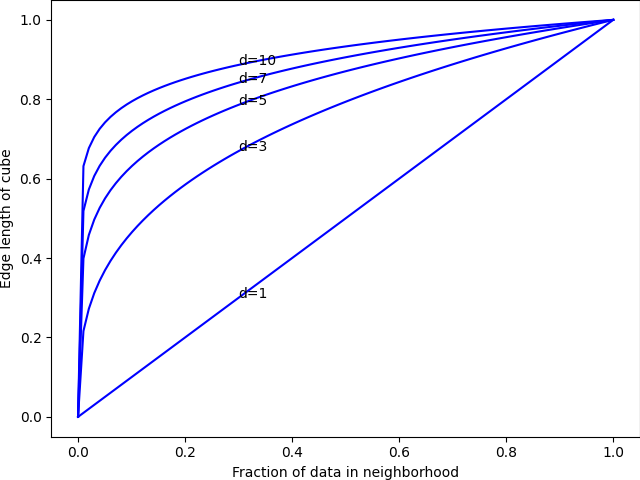 1.0
0.8
0.6
0.4
0.2
0.0
Edge length of cube
d=10
d=7
d=5
d=3
d=1
0.0 0.2 0.4 0.6 0.8 1.0
Fraction of data in neighborhood